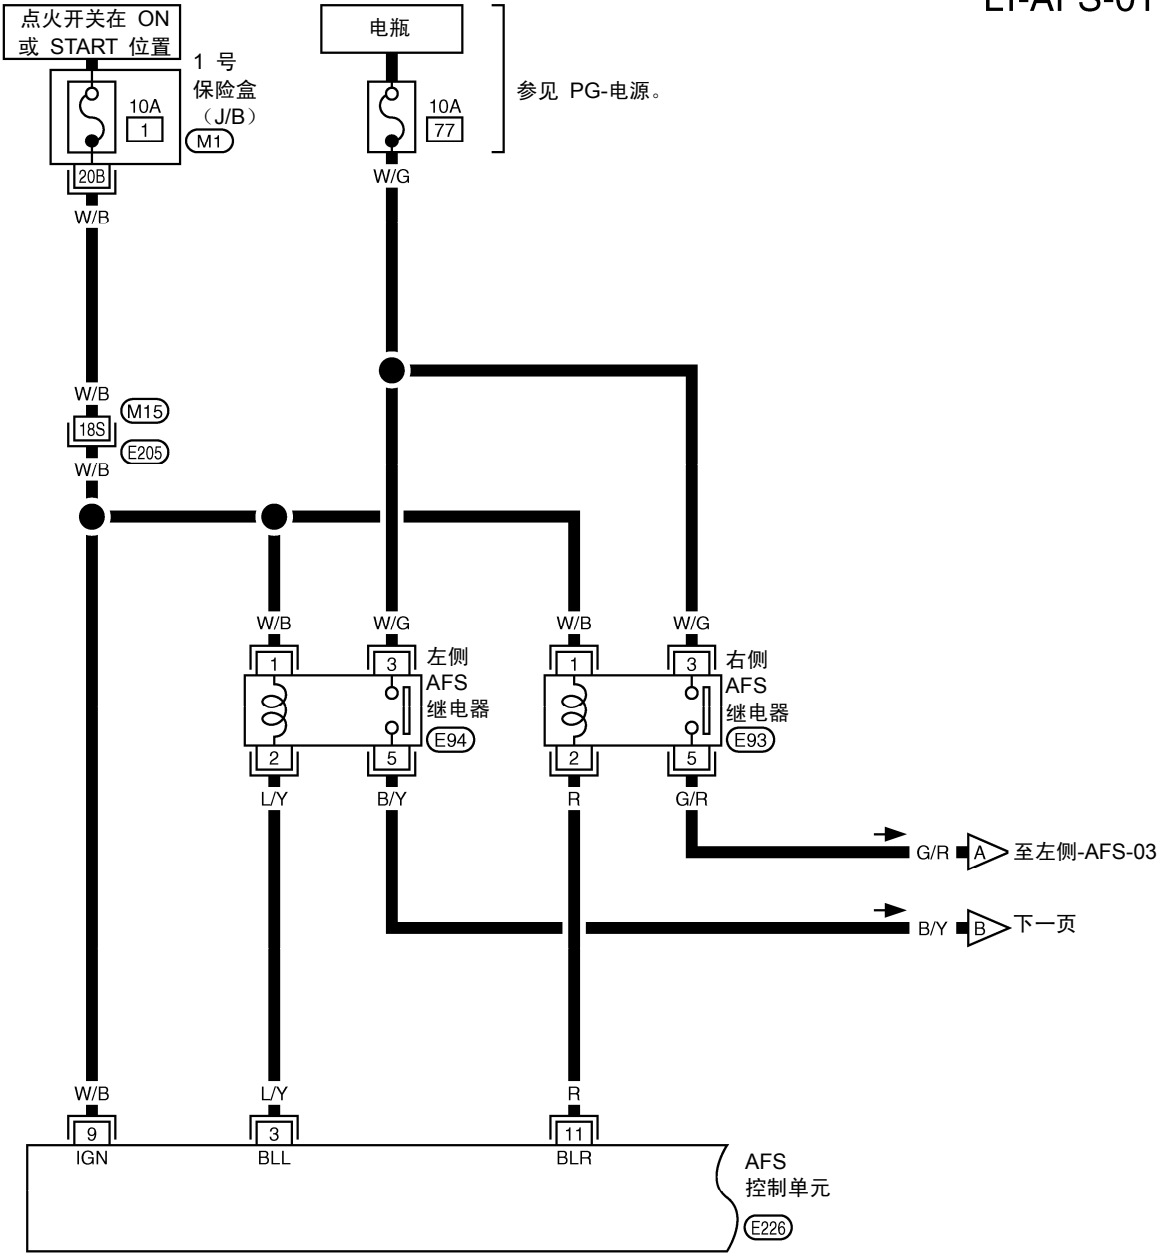 LT-AFS-01
点火开关在 ON
或 START 位置
电瓶
1 号
保险盒
（J/B）
M1
10A
1
10A
77
参见 PG-电源。
20B
W/B
W/G
W/B
M15
18S
E205
W/B
W/B
W/G
W/B
W/G
1
3
左侧
AFS
继电器
E94
1
3
右侧
AFS
继电器
E93
2
5
2
5
L/Y
B/Y
R
G/R
G/R
A
至左侧-AFS-03
B/Y
B
下一页
W/B
L/Y
R
9
3
11
IGN
BLL
BLR
AFS
控制单元
E226